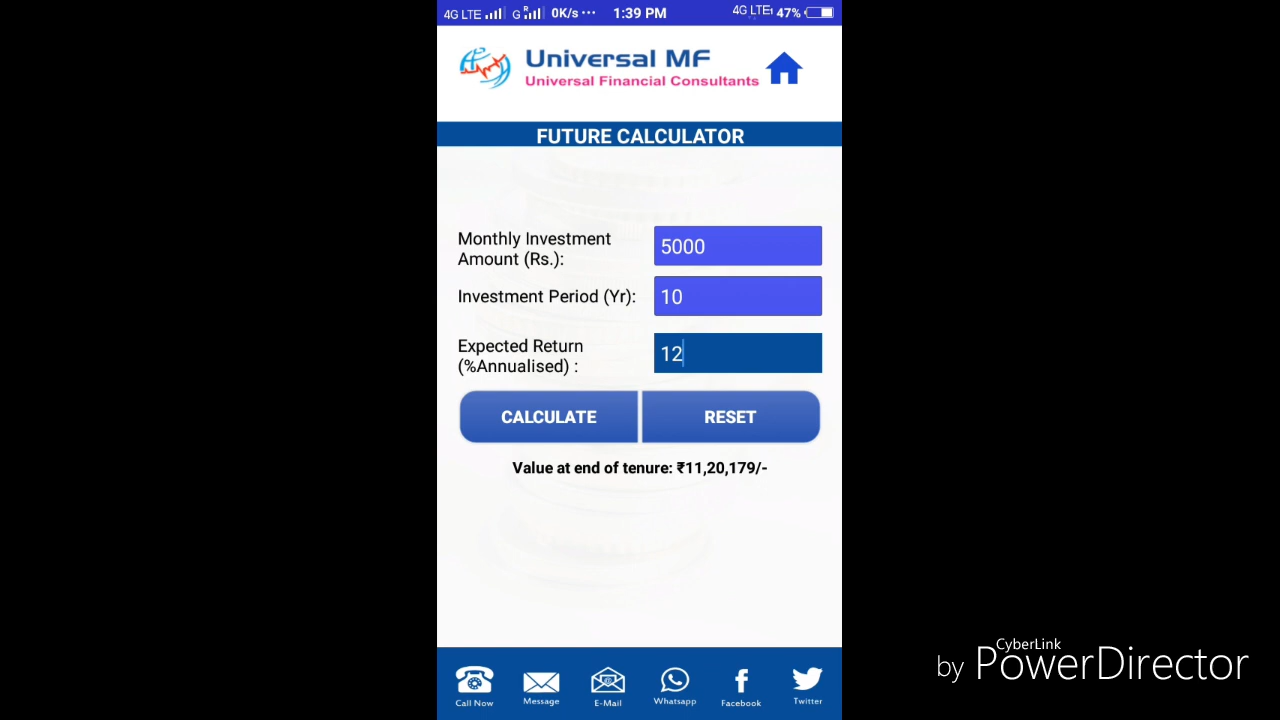 4G LTE G R 0K/s ··· 1:39 PM 4G LTE 47%
Universal MF
Universal Financial Consultants
FUTURE CALCULATOR
Monthly Investment
Amount (Rs.):
5000
Investment Period (Yr): 10
Expected Return
(%Annualised) :
12
CALCULATE RESET
Value at end of tenure: ₹11,20,179/-
Call Now Message E-Mail Whatsapp Facebook Twitter
CyberLink
by PowerDirector